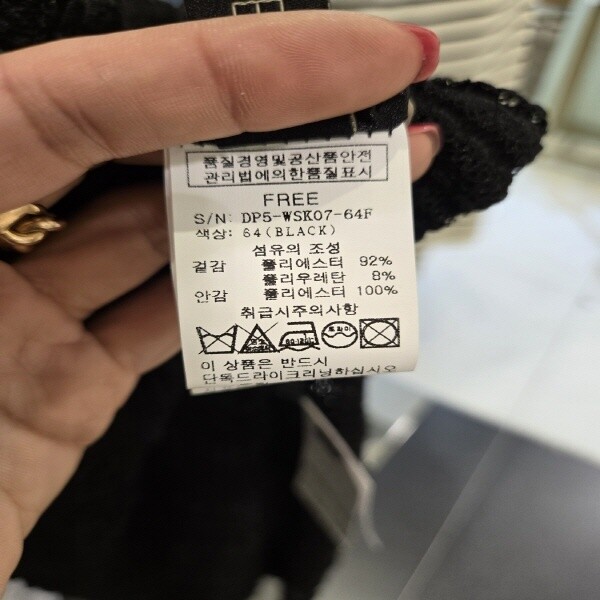 품질경영및공산품안전
관리법에의한품질표시
FREE
S/N: DP5-WSK07-64F
색상: 64(BLACK)
섬유의 조성
겉감 폴리에스터 92%
폴리우레탄 8%
안감 폴리에스터 100%
취급시주의사항
드라이
이 상품은 반드시
단독드라이크리닝하십시오